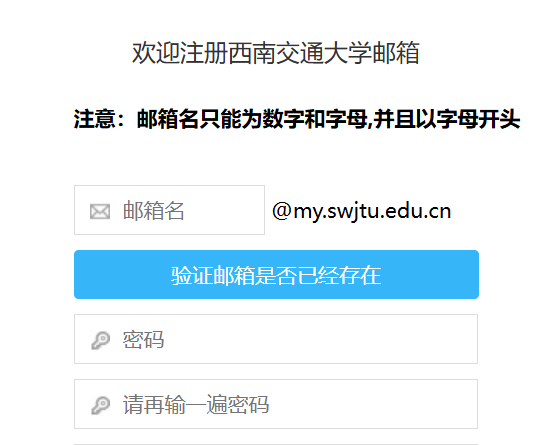 欢迎注册西南交通大学邮箱
注意：邮箱名只能为数字和字母,并且以字母开头
邮箱名 @my.swjtu.edu.cn
验证邮箱是否已经存在
密码
请再输一遍密码